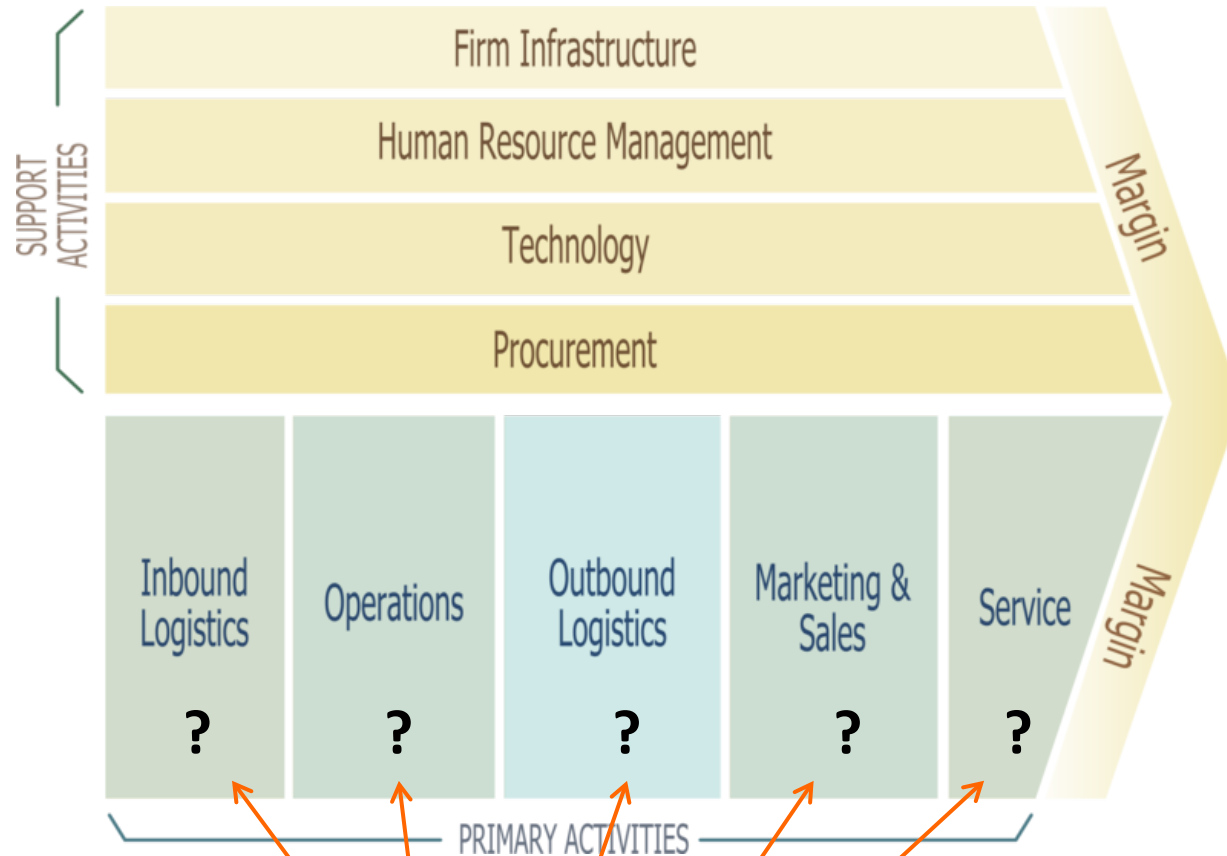 Firm Infrastructure
Human Resource Management
Technology
Procurement
SUPPORT
ACTIVITIES
Margin
Inbound
Logistics
?
Operations
?
Outbound
Logistics
?
Marketing &
Sales
?
Service
?
Margin
PRIMARY ACTIVITIES